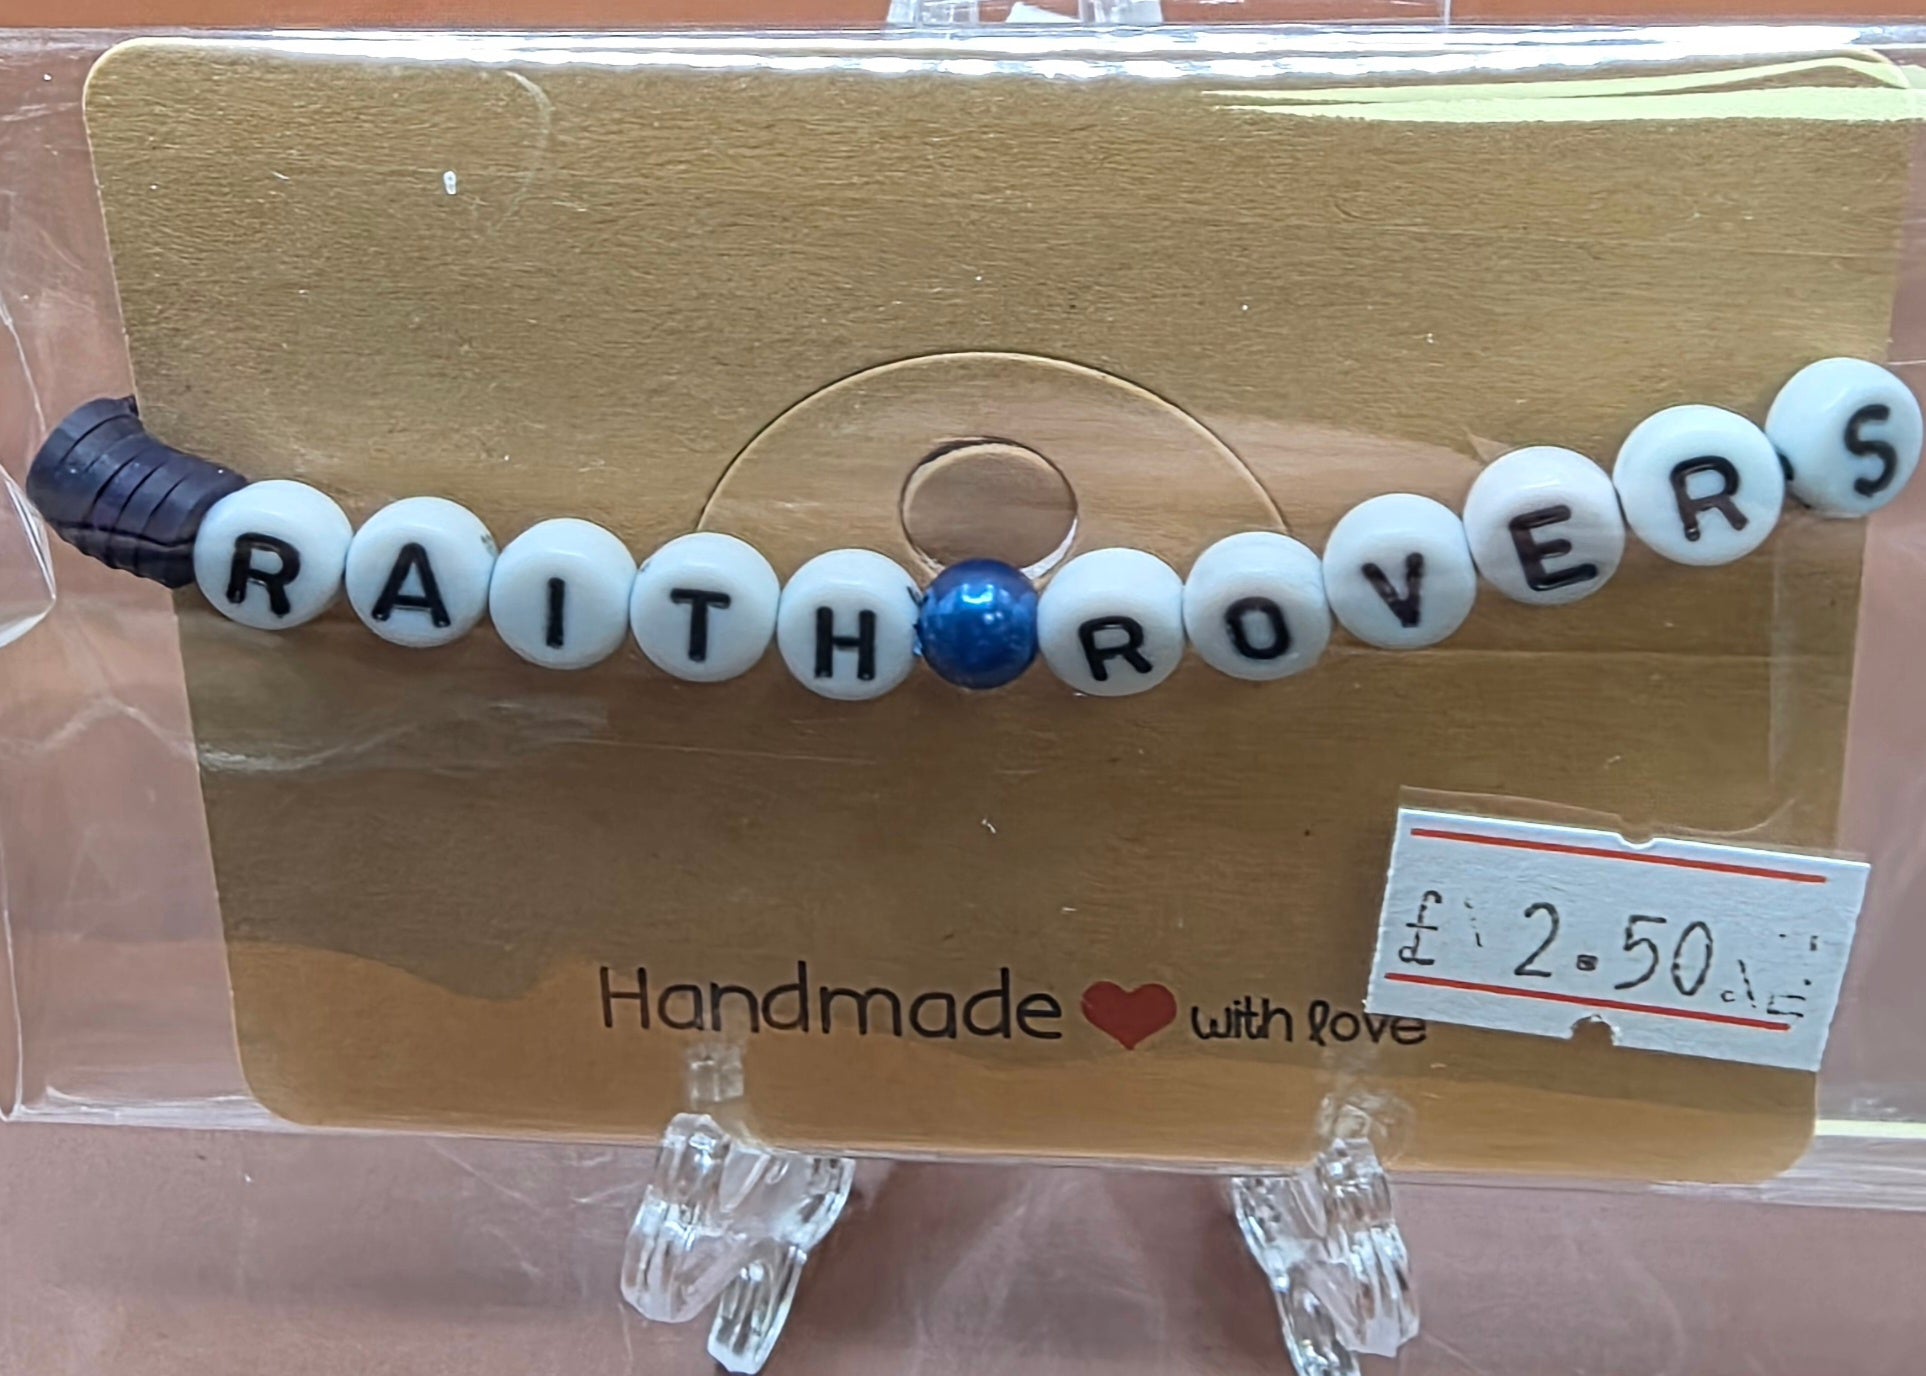 RAITH ROVERS
Handmade with love
£ 2.50